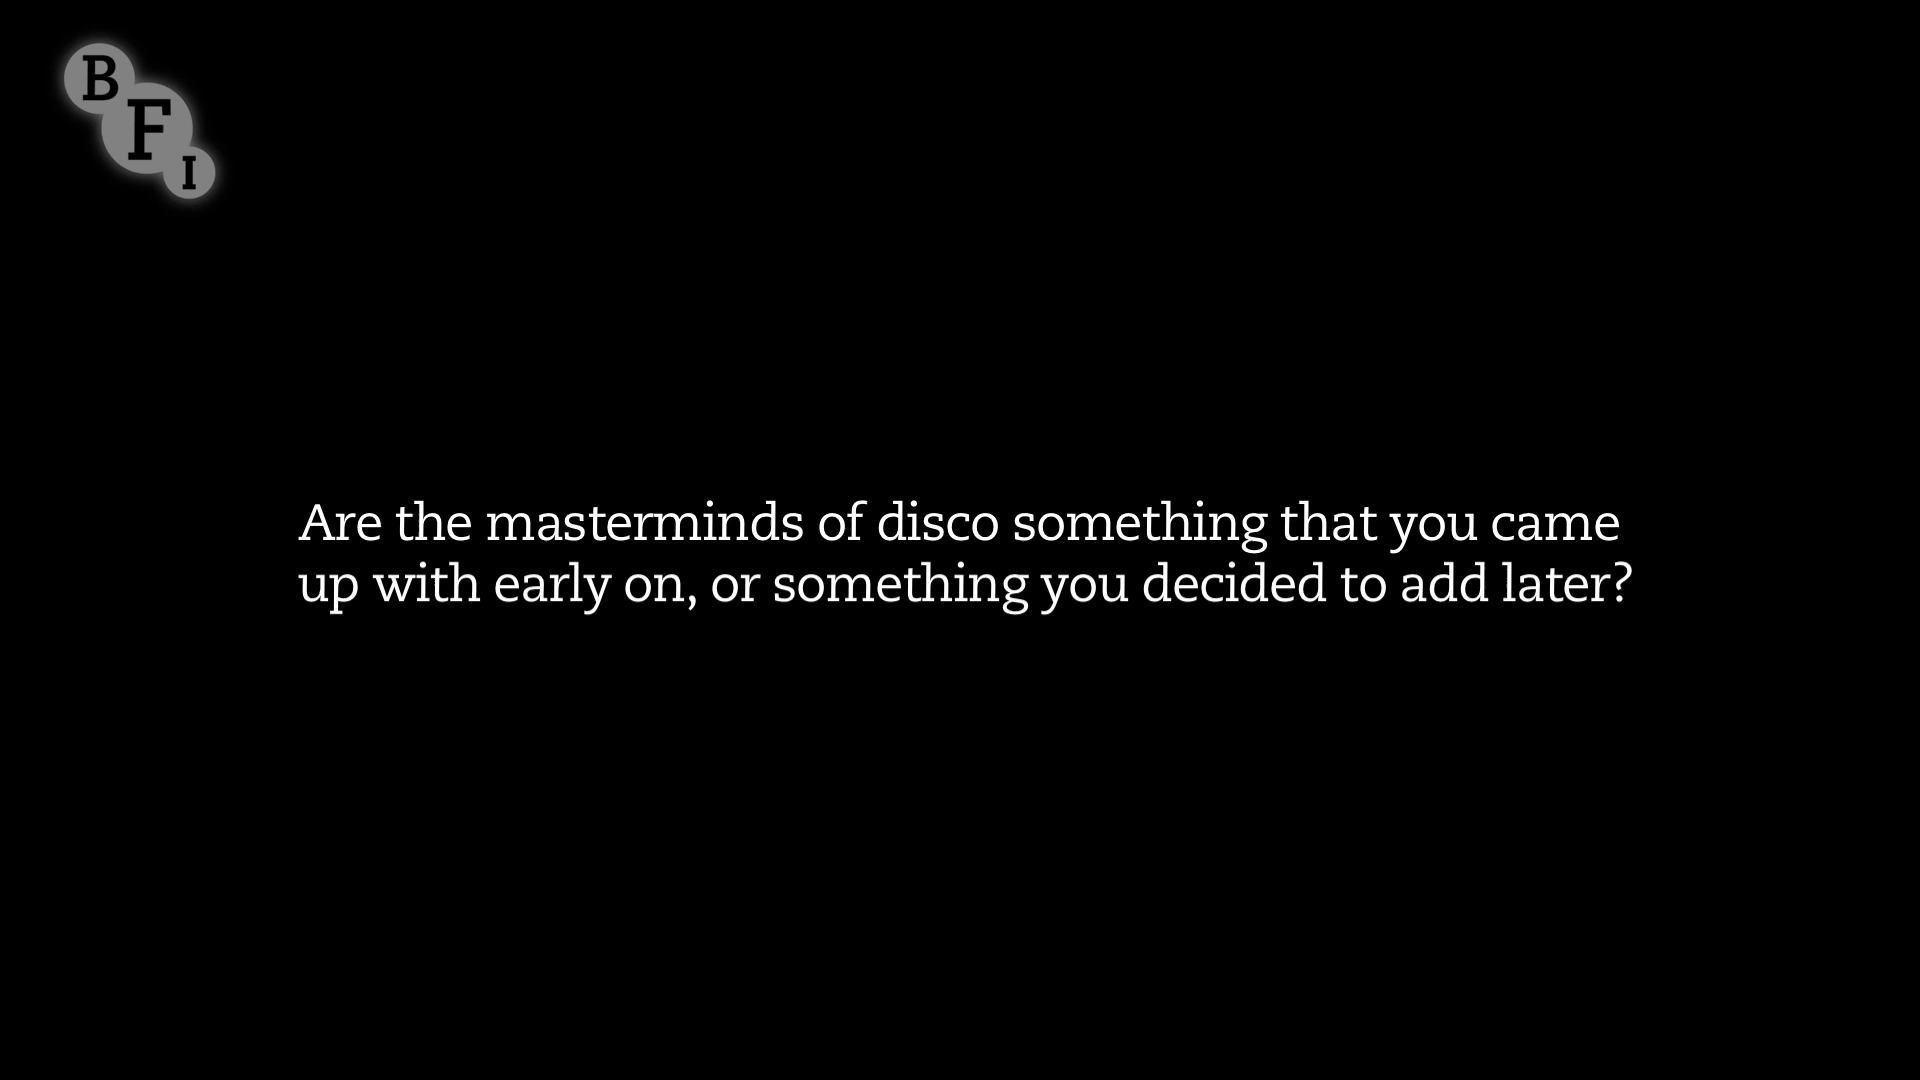 BFI
Are the masterminds of disco something that you came
up with early on, or something you decided to add later?